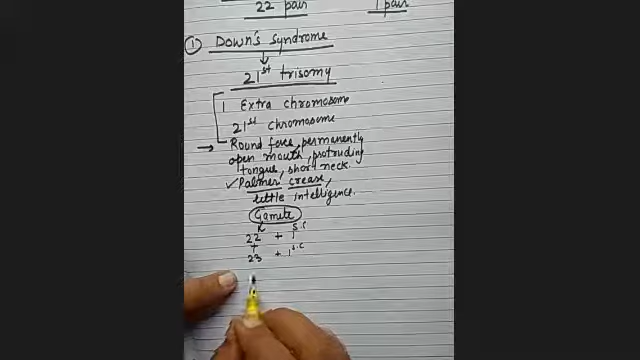 22 pair 1 pair
① Down's Syndrome
↓
21st trisomy
1 Extra chromosome
21st chromosome
→ Round face, permanently
open mouth, protruding
tongue, short neck.
✓ Palmer crease,
little intelligence.
Gamete
S.C
22 + 1
23 + 1 S.C